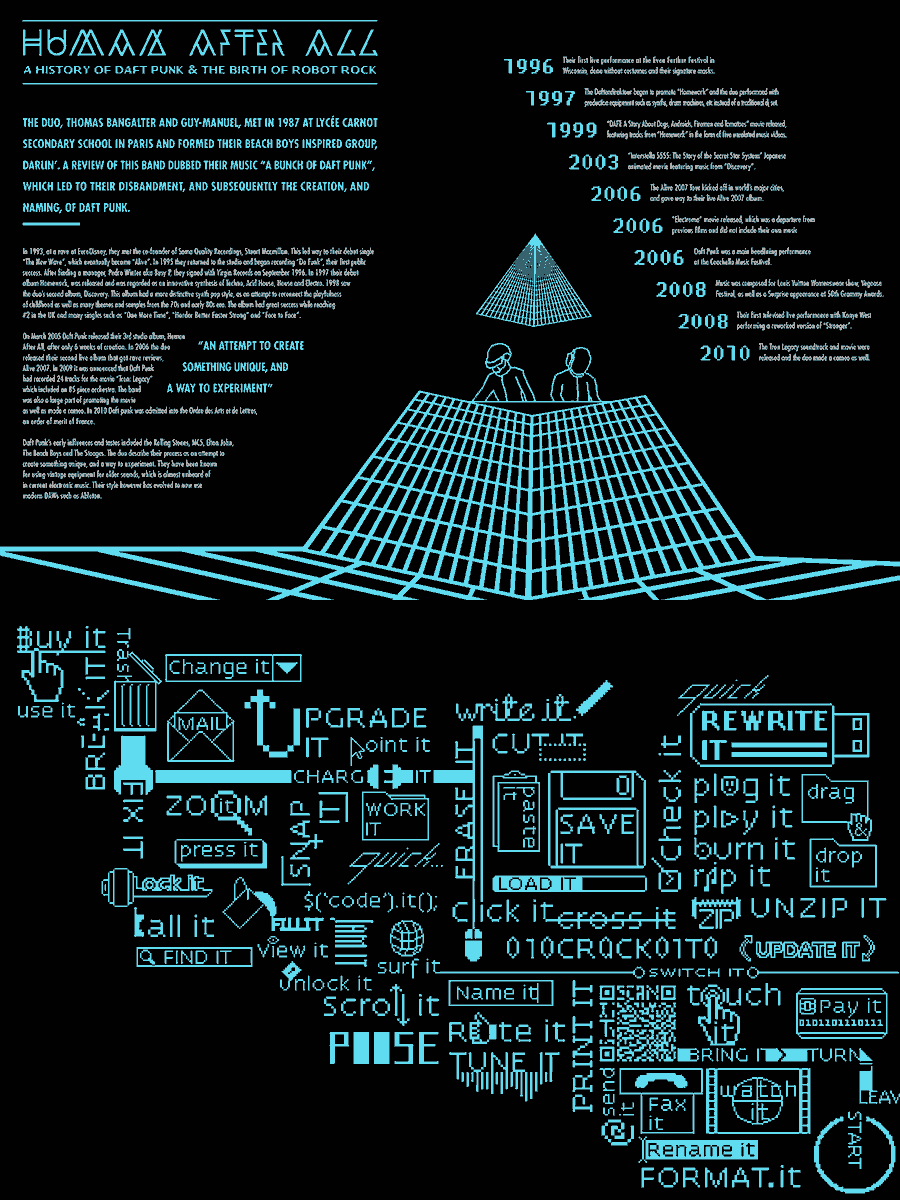 HUMAN AFTER ALL
A HISTORY OF DAFT PUNK & THE BIRTH OF ROBOT ROCK
THE DUO, THOMAS BANGALTER AND GUY-MANUEL, MET IN 1987 AT LYCÉE CARNOT
SECONDARY SCHOOL IN PARIS AND FORMED THEIR BEACH BOYS INSPIRED GROUP,
DARLIN'. A REVIEW OF THIS BAND DUBBED THEIR MUSIC "A BUNCH OF DAFT PUNK",
WHICH LED TO THEIR DISBANDMENT, AND SUBSEQUENTLY THE CREATION, AND
NAMING, OF DAFT PUNK.
In 1993, at a rave at EuroDisney, they met the co-founder of Soma Quality Recordings, Stuart Macmillan. This led way to their debut single
"The New Wave", which eventually became "Alive". In 1995 they returned to the studio and began recording "Da Funk", their first public
success. After finding a manager, Pedro Winter aka Busy P, they signed with Virgin Records on September 1996. In 1997 their debut
album Homework, was released and was regarded as an innovative synthesis of Techno, Acid House, House and Electro. 1998 saw
the duo's second album, Discovery. This album had a more distinctive synth pop style, as an attempt to reconnect the playfulness
of childhood as well as many themes and samples from the 70s and early 80s era. The album had great success while reaching
#2 in the UK and many singles such as "One More Time", "Harder Better Faster Strong" and "Face to Face".
On March 2005 Daft Punk released their 3rd studio album, Human
After All, after only 6 weeks of creation. In 2006 the duo
released their second live album that got rave reviews,
Alive 2007. In 2009 it was announced that Daft Punk
had recorded 24 tracks for the movie "Tron: Legacy"
which included an 85 piece orchestra. The band
was also a large part of promoting the movie
as well as made a cameo. In 2010 Daft punk was admitted into the Ordre des Arts et de Lettres,
an order of merit of France.
"AN ATTEMPT TO CREATE
SOMETHING UNIQUE, AND
A WAY TO EXPERIMENT"
Daft Punk's early influences and tastes included the Rolling Stones, MC5, Elton John,
The Beach Boys and The Stooges. The duo describe their process as an attempt to
create something unique, and a way to experiment. They have been known
for using vintage equipment for older sounds, which is almost unheard of
in current electronic music. Their style however has evolved to now use
modern DAWs such as Ableton.
1996 Their first live performance at the Even Further Festival in
Wisconsin, done without costumes and their signature masks.
1997 The Daftendirektour began to promote "Homework" and the duo performed with
production equipment such as synths, drum machines, etc instead of a traditional dj set.
1999 "DAFT: A Story About Dogs, Androids, Firemen and Tomatoes" movie released,
featuring tracks from "Homework" in the form of five unrelated music videos.
2003 "Interstella 5555: The Story of the Secret Star System" Japanese
animated movie featuring music from "Discovery".
2006 The Alive 2007 Tour kicked off in world's major cities,
and gave way to their live Alive 2007 album.
2006 "Electroma" movie released, which was a departure from
previous films and did not include their own music
2006 Daft Punk was a main headlining performance
at the Coachella Music Festival.
2008 Music was composed for Louis Vuitton Womenswear show, Vegoose
Festival, as well as a Surprise appearance at 50th Grammy Awards.
2008 Their first televised live performance with Kanye West
performing a reworked version of "Stronger".
2010 The Tron Legacy soundtrack and movie were
released and the duo made a cameo as well.
Buy it
use it
BREAK IT
Trash
Change it
MAIL
UPGRADE
IT
Point it
CHARGE IT
FIX IT
ZOOM
it
press it
SNAP
IT!
WORK
IT
quick...
Lock it
Call it
FILL IT
$('code').it();
FIND IT
View it
unlock it
surf it
Scroll it
PAUSE
write it.
CUT IT
ERASE IT
paste
it
SAVE
IT
LOAD IT
click it
cross it
010CRQCK01T0
quick
REWRITE
IT
check it
plug it
play it
burn it
rip it
drag
&
drop
it
ZIP
UNZIP IT
UPDATE IT
SWITCH IT
Name it
Rate it
TUNE IT
PRINT IT
SCAN
touch
it
Pay it
0101101110111
BRING IT
TURN
LEAV
send
it
@
Fax
it
watch
it
Rename it
FORMAT.it
START